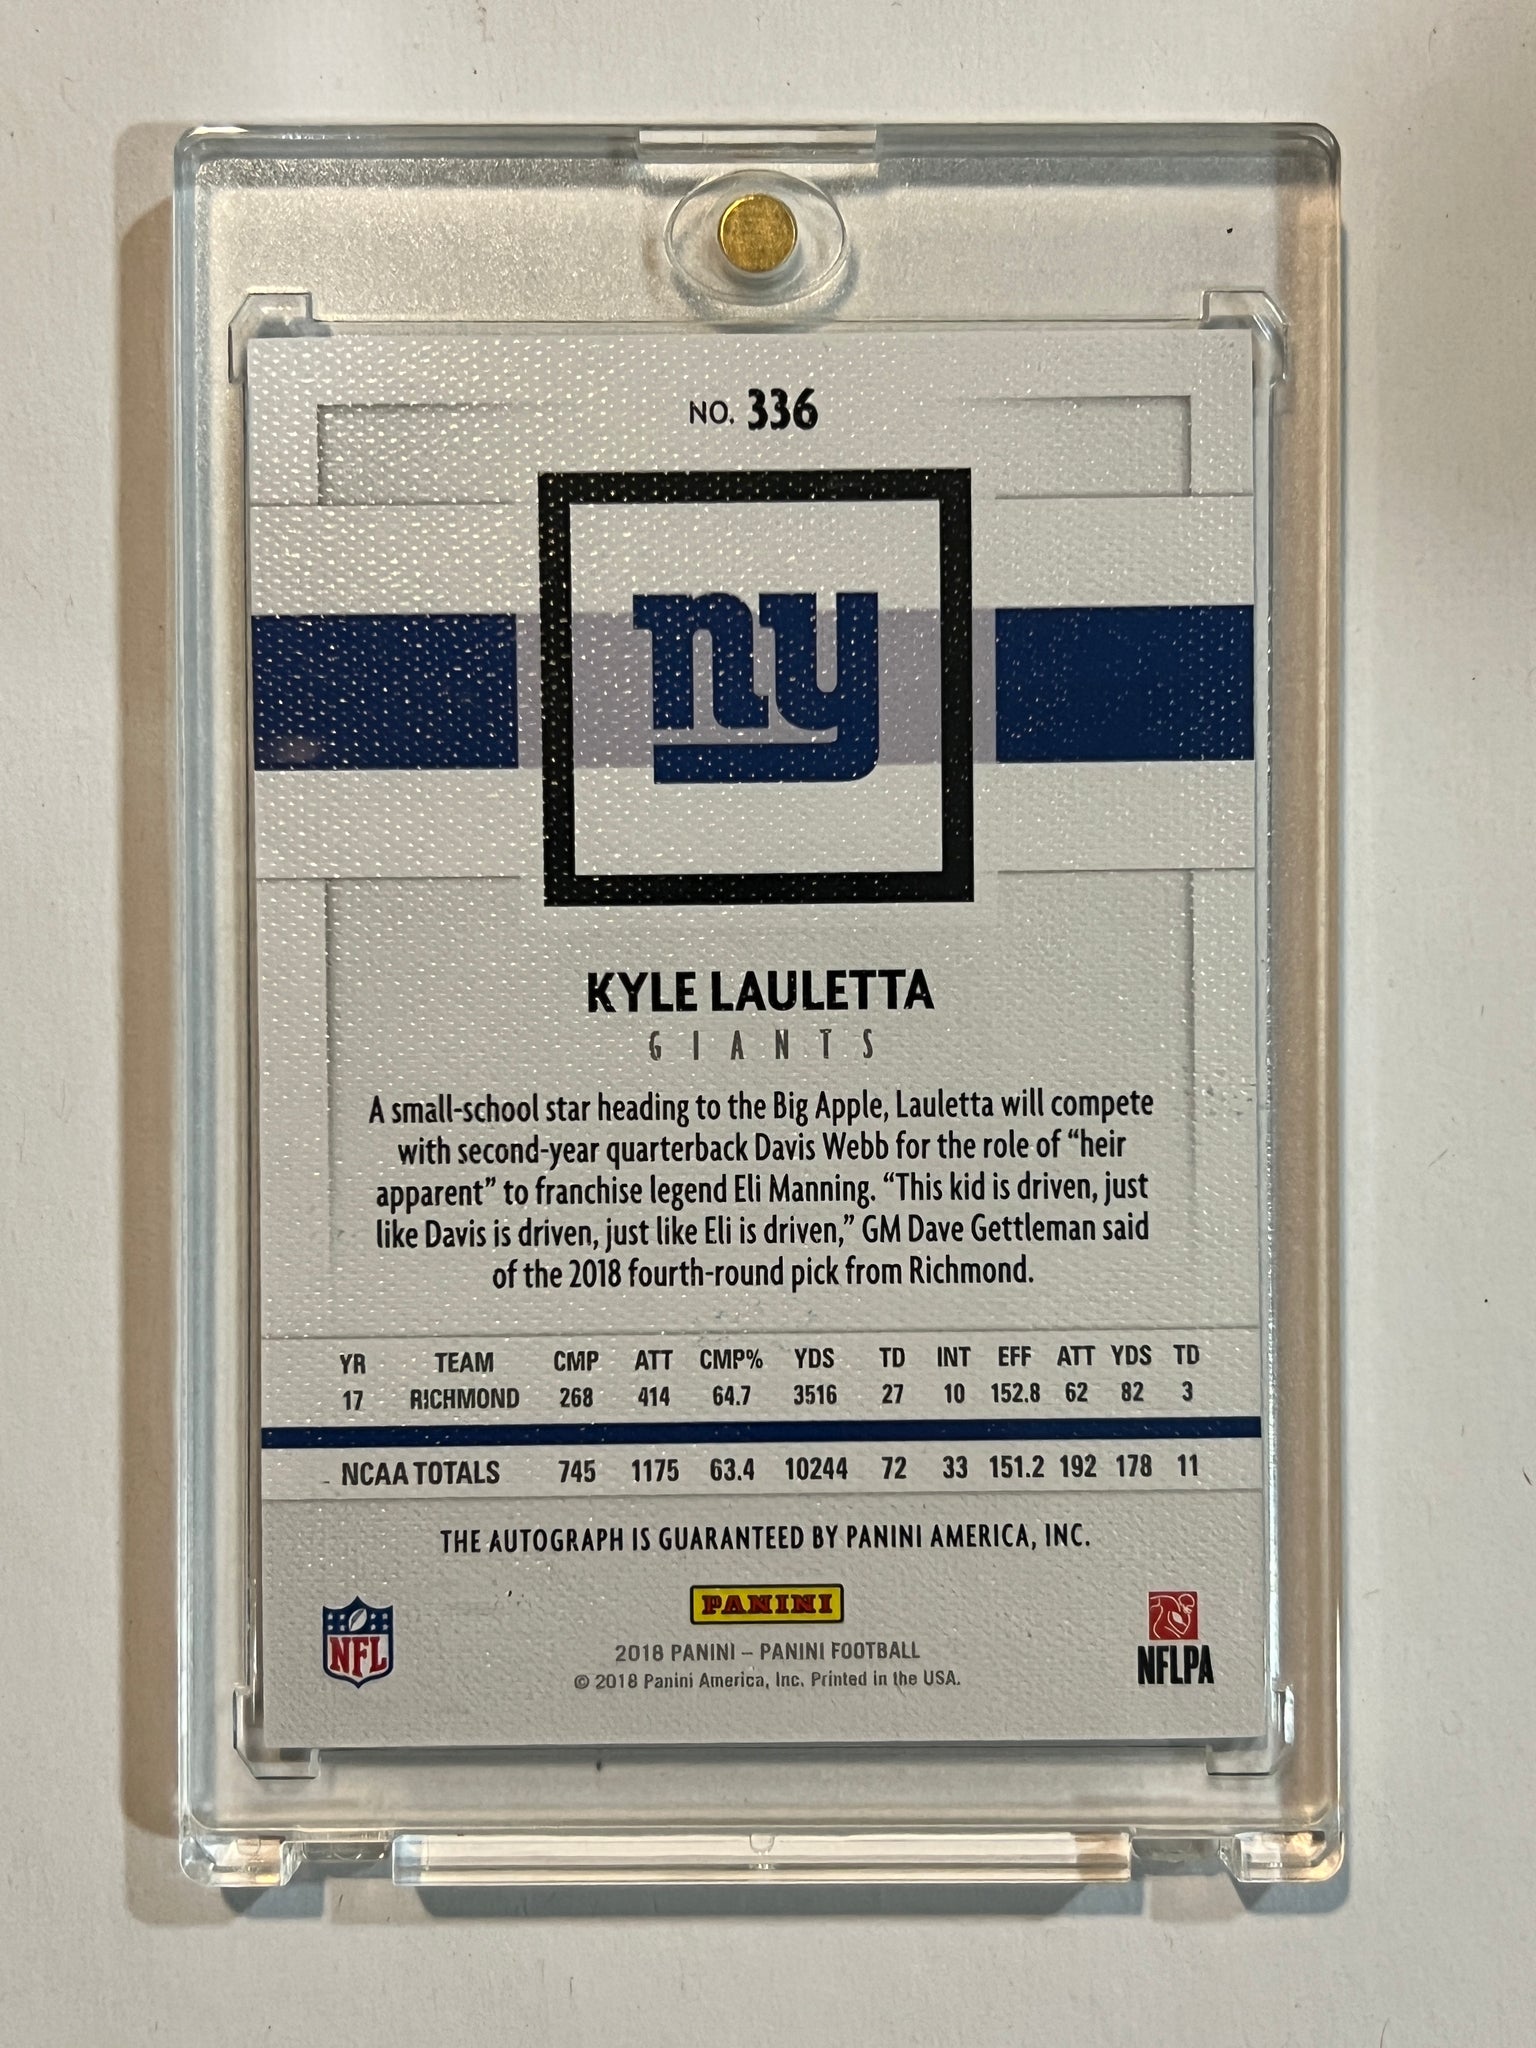 NO. 336
ny
KYLE LAULETTA
GIANTS
A small-school star heading to the Big Apple, Lauletta will compete
with second-year quarterback Davis Webb for the role of “heir
apparent” to franchise legend Eli Manning. “This kid is driven, just
like Davis is driven, just like Eli is driven,” GM Dave Gettleman said
of the 2018 fourth-round pick from Richmond.
YR TEAM CMP ATT CMP% YDS TD INT EFF ATT YDS TD
17 RICHMOND 268 414 64.7 3516 27 10 152.8 62 82 3
NCAA TOTALS 745 1175 63.4 10244 72 33 151.2 192 178 11
THE AUTOGRAPH IS GUARANTEED BY PANINI AMERICA, INC.
NFL
PANINI
NFLPA
2018 PANINI – PANINI FOOTBALL
© 2018 Panini America, Inc. Printed in the USA.